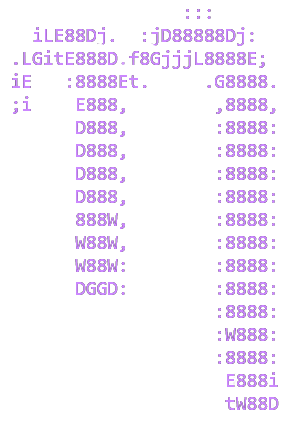 :::
  iLE88Dj.  :jD88888Dj:
.LGitE888D.f8GjjjL8888E;
iE   :8888Et.     .G8888.
;i    E888,        ,8888,
      D888,        :8888:
      D888,        :8888:
      D888,        :8888:
      D888,        :8888:
      888W,        :8888:
      W88W,        :8888:
      W88W:        :8888:
      DGGD:        :8888:
                   :8888:
                   :W888:
                   :8888:
                    E888i
                    tW88D